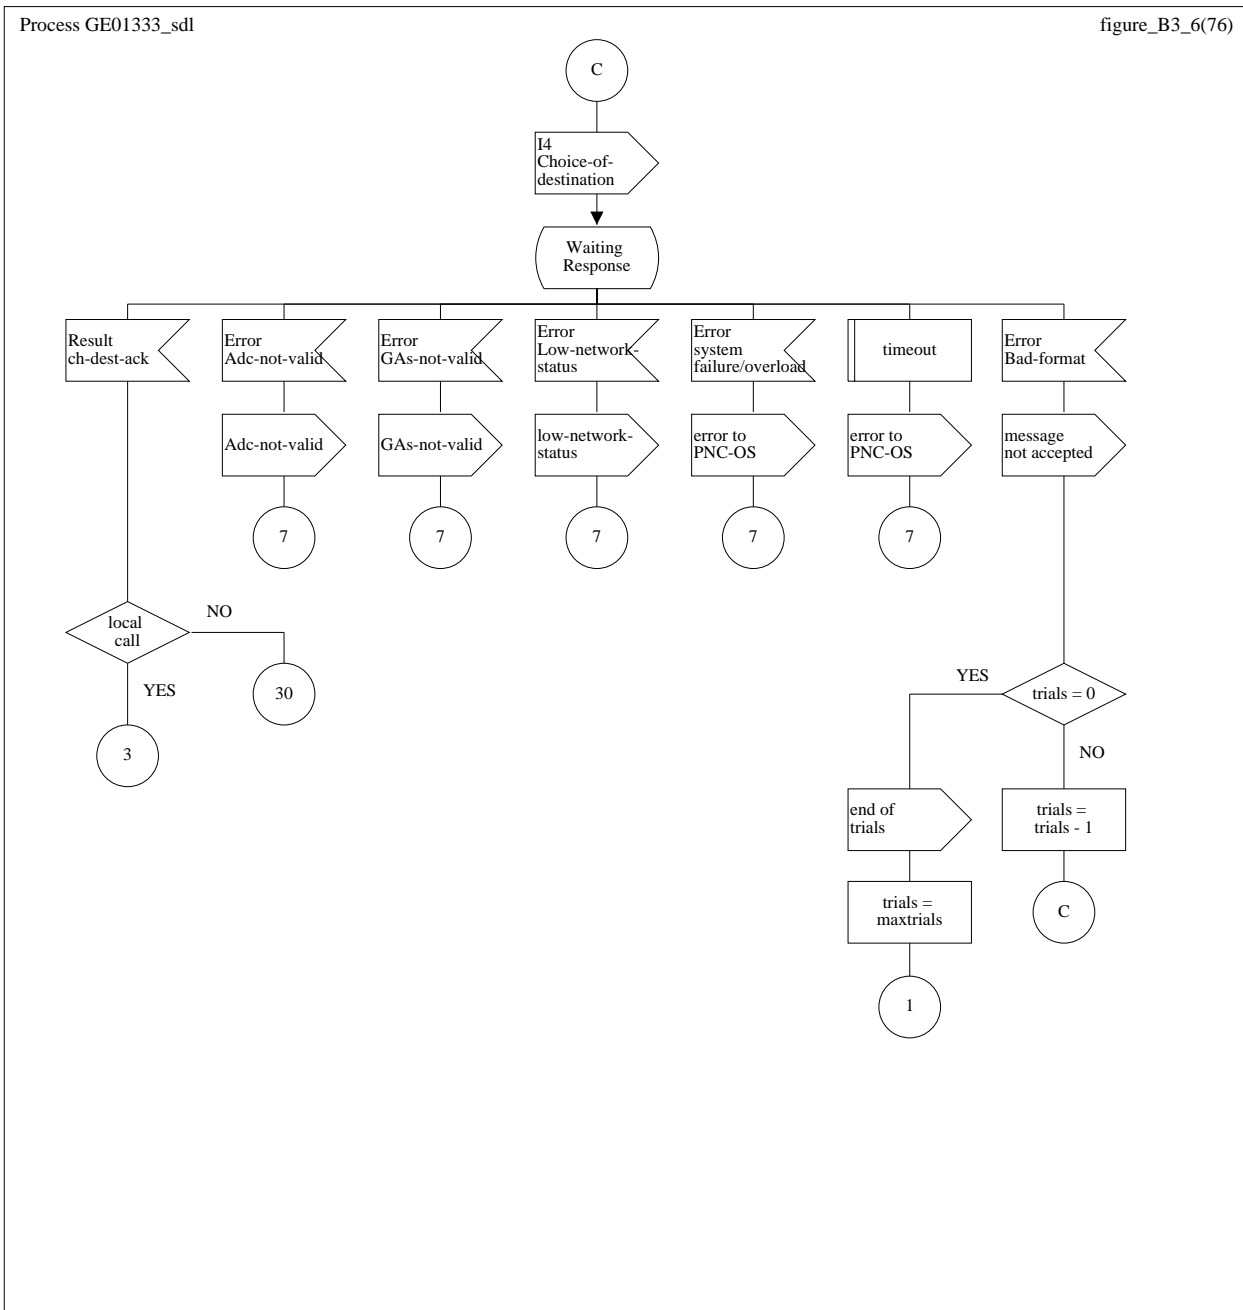 Process GE01333_sdl
figure_B3_6(76)
C
I4
Choice-of-
destination
Waiting
Response
Result
ch-dest-ack
Error
Adc-not-valid
Error
GAs-not-valid
Error
Low-network-
status
Error
system
failure/overload
timeout
Error
Bad-format
Adc-not-valid
GAs-not-valid
low-network-
status
error to
PNC-OS
error to
PNC-OS
message
not accepted
7
7
7
7
7
local
call
NO
YES
30
3
YES
trials = 0
NO
end of
trials
trials =
trials - 1
trials =
maxtrials
C
1